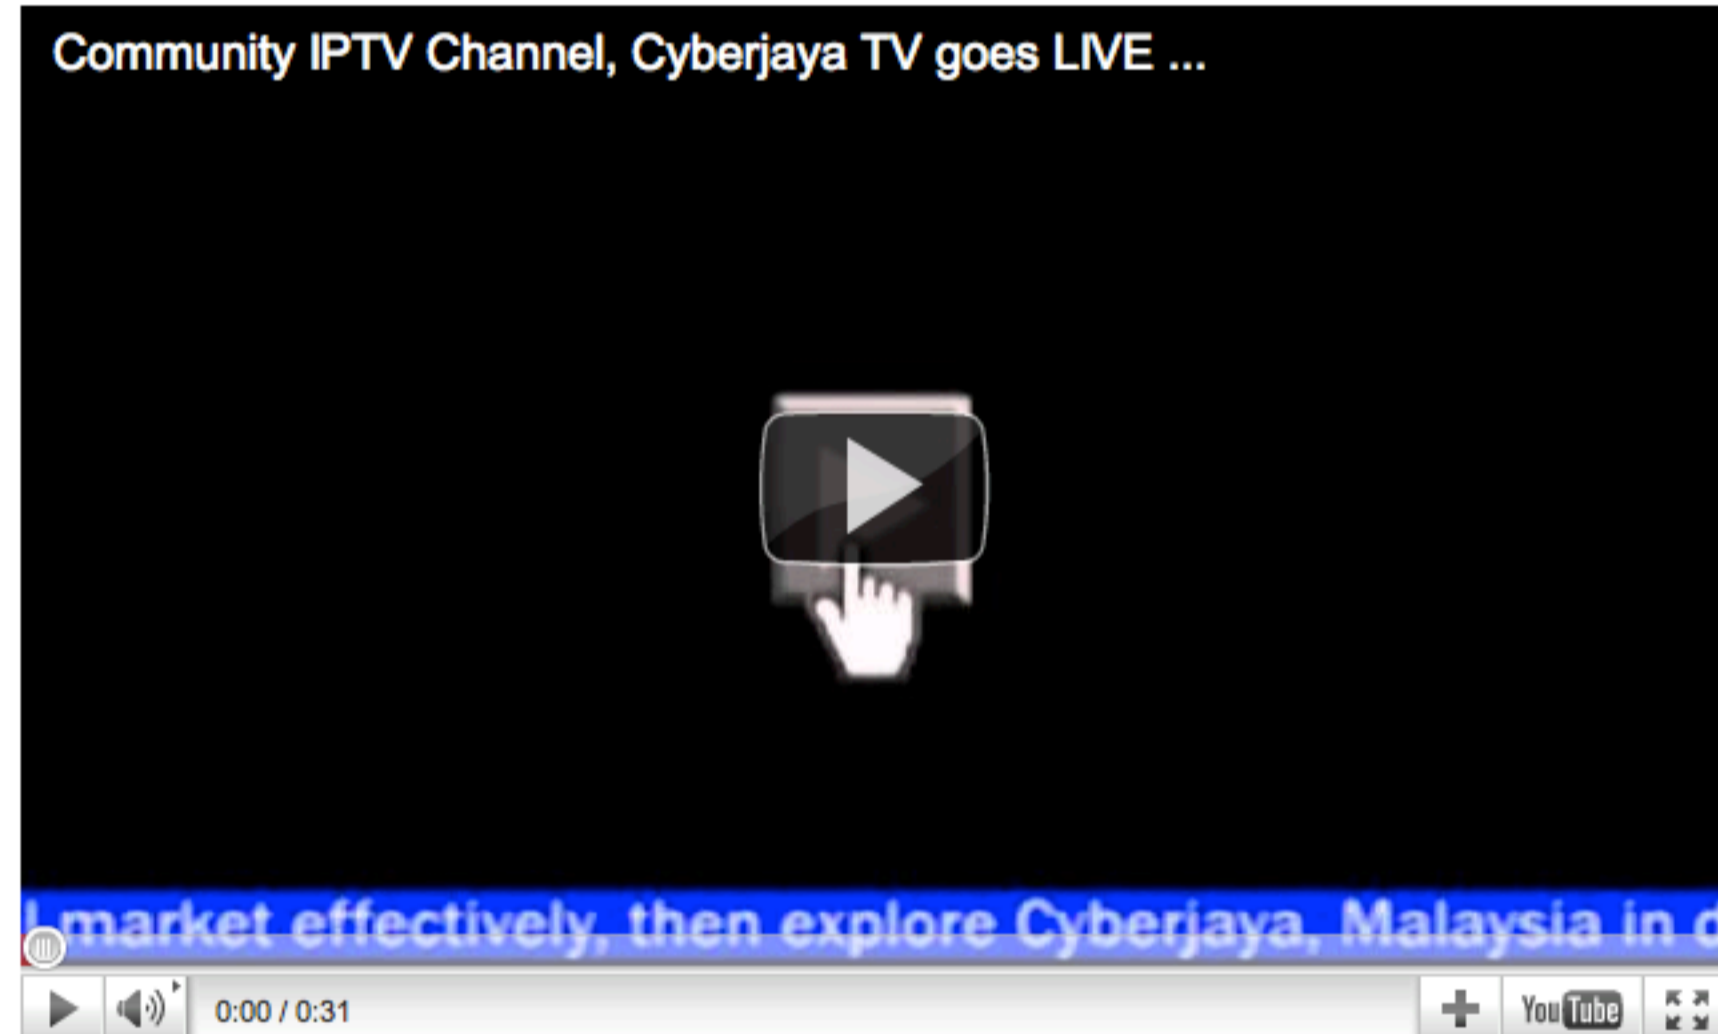 Community IPTV Channel, Cyberjaya TV goes LIVE ...
market effectively, then explore Cyberjaya, Malaysia in
0:00 / 0:31
YouTube